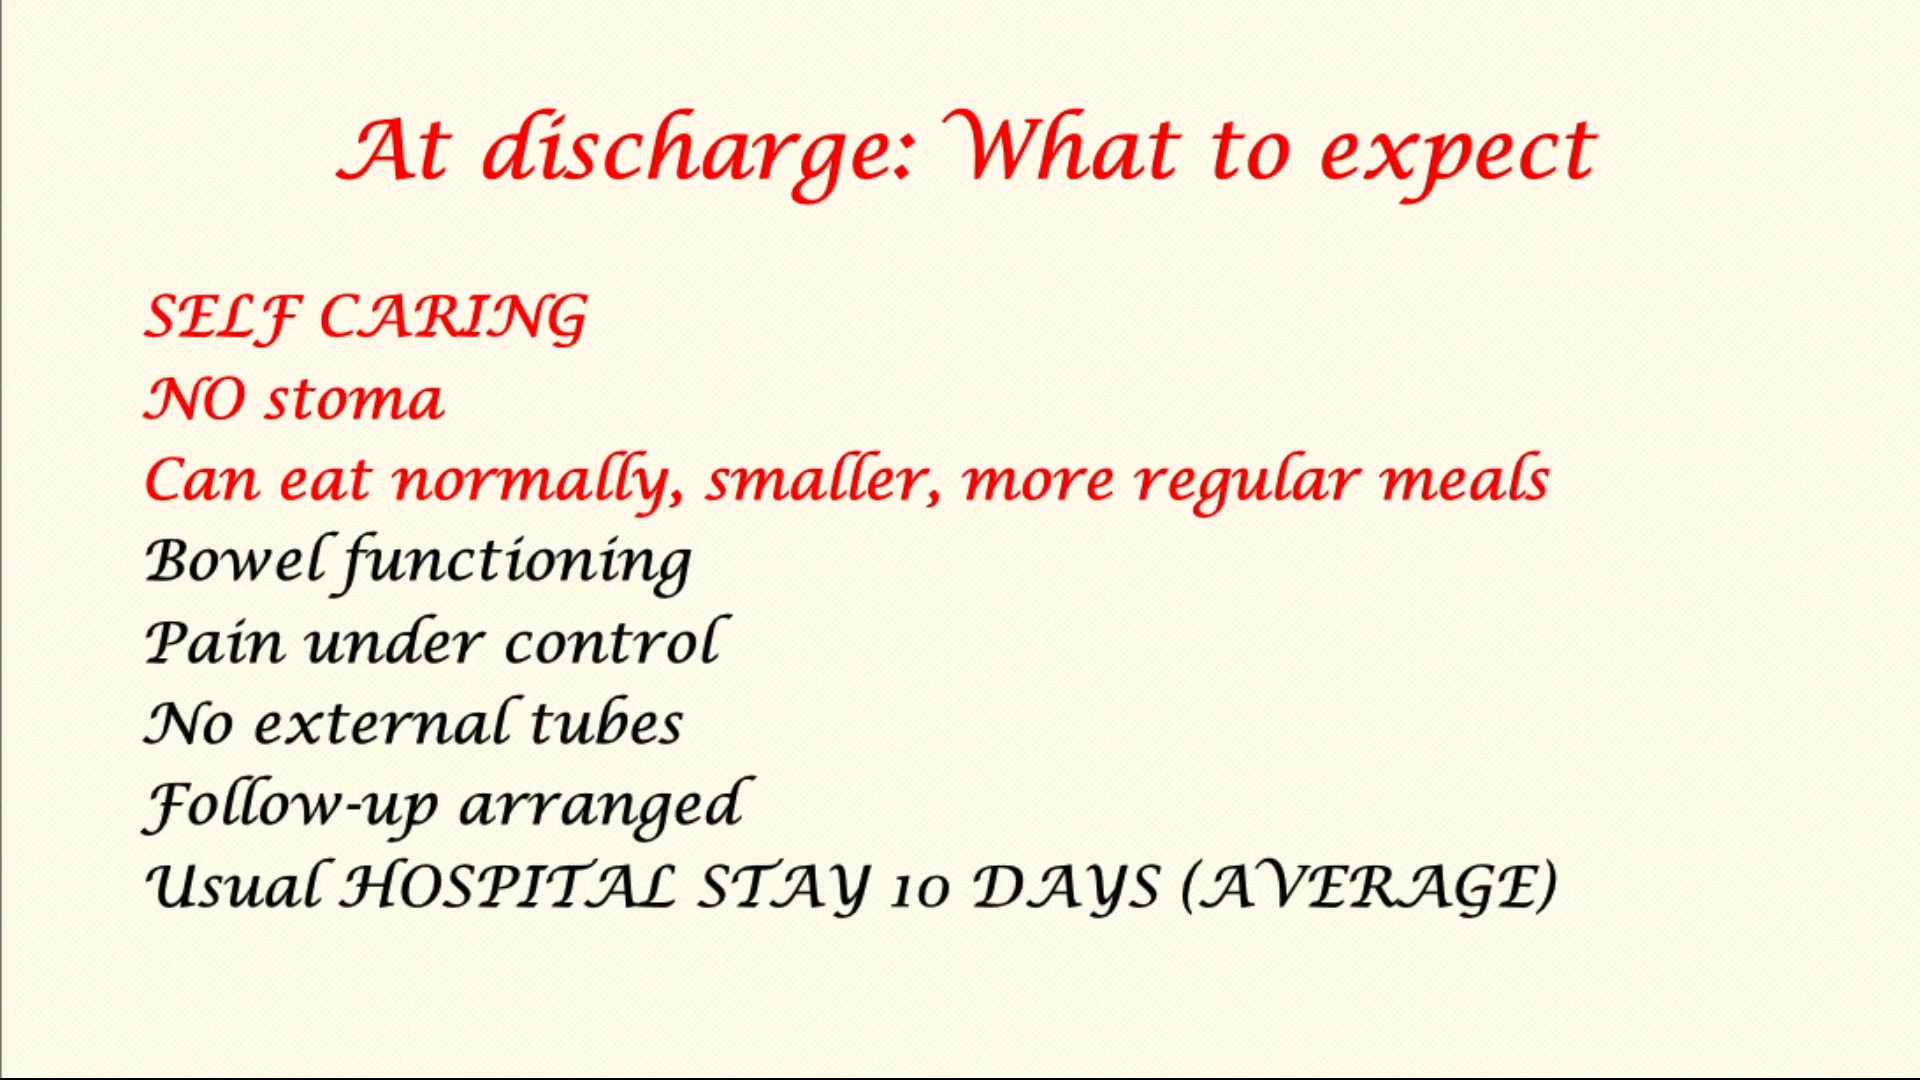 At discharge: What to expect
SELF CARING
NO stoma
Can eat normally, smaller, more regular meals
Bowel functioning
Pain under control
No external tubes
Follow-up arranged
Usual HOSPITAL STAY 10 DAYS (AVERAGE)